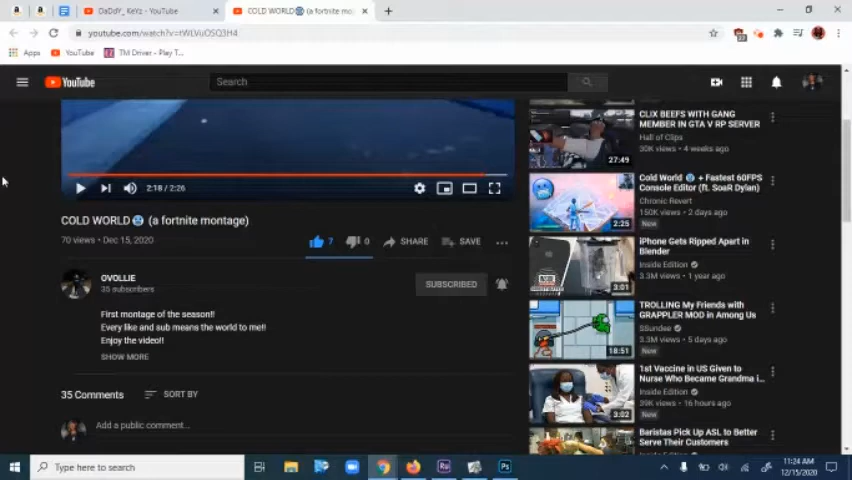 DaDdY_ KeYz - YouTube
COLD WORLD🥶 (a fortnite mo
youtube.com/watch?v=tWLVuOSQ3H4
Apps
YouTube
TM Driver - Play T...
YouTube
Search
2:18 / 2:26
COLD WORLD🥶 (a fortnite montage)
70 views • Dec 15, 2020
7
0
SHARE
SAVE
OVOLLIE
35 subscribers
SUBSCRIBED
First montage of the season!!
Every like and sub means the world to me!!
Enjoy the video!!
SHOW MORE
35 Comments
SORT BY
Add a public comment...
CLIX BEEFS WITH GANG
MEMBER IN GTA V RP SERVER
Hall of Clips
30K views • 4 weeks ago
27:49
Cold World 🥶 + Fastest 60FPS
Console Editor (ft. SoaR Dylan)
Chronic Revert
150K views • 2 days ago
New
2:25
iPhone Gets Ripped Apart in
Blender
Inside Edition
3.3M views • 1 year ago
3:01
TROLLING My Friends with
GRAPPLER MOD in Among Us
SSundee
3.3M views • 5 days ago
New
18:51
1st Vaccine in US Given to
Nurse Who Became Grandma i...
Inside Edition
39K views • 16 hours ago
New
3:02
Baristas Pick Up ASL to Better
Serve Their Customers
Type here to search
Ru
Ps
11:24 AM
12/15/2020